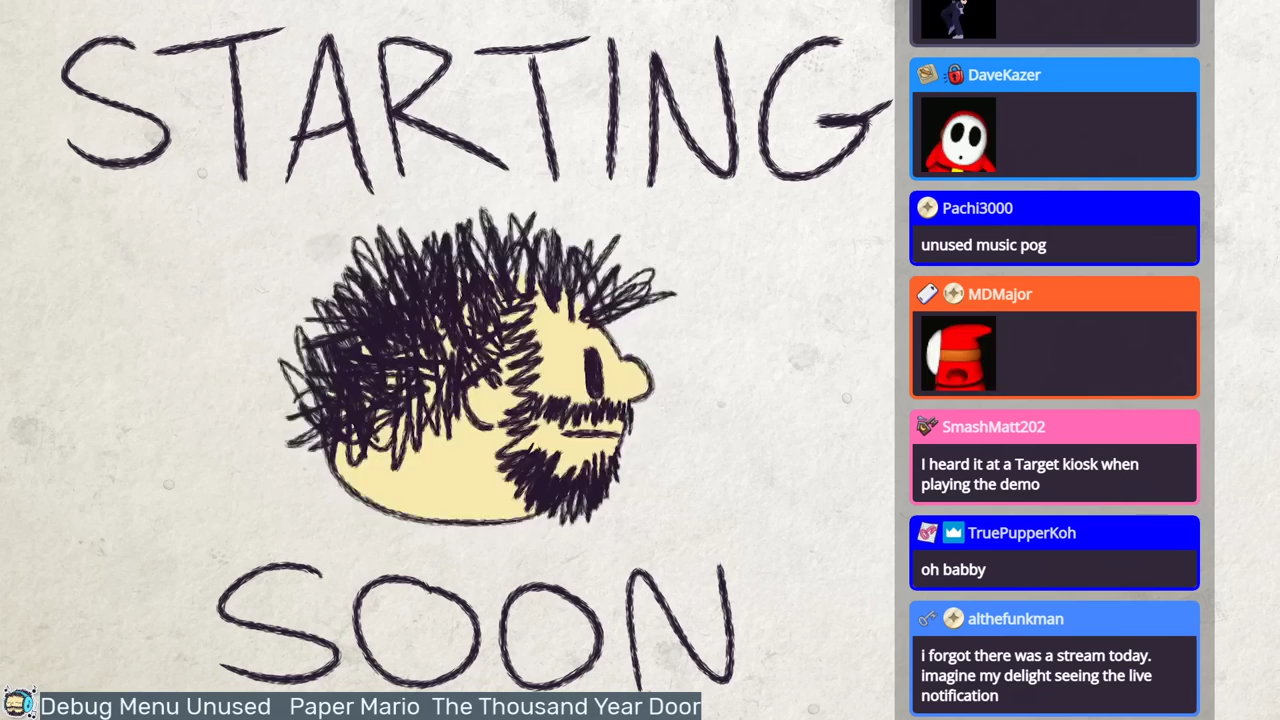 STARTING
SOON
Debug Menu Unused   Paper Mario  The Thousand Year Door
DaveKazer
Pachi3000
unused music pog
MDMajor
SmashMatt202
I heard it at a Target kiosk when
playing the demo
TruePupperKoh
oh babby
althefunkman
i forgot there was a stream today.
imagine my delight seeing the live
notification